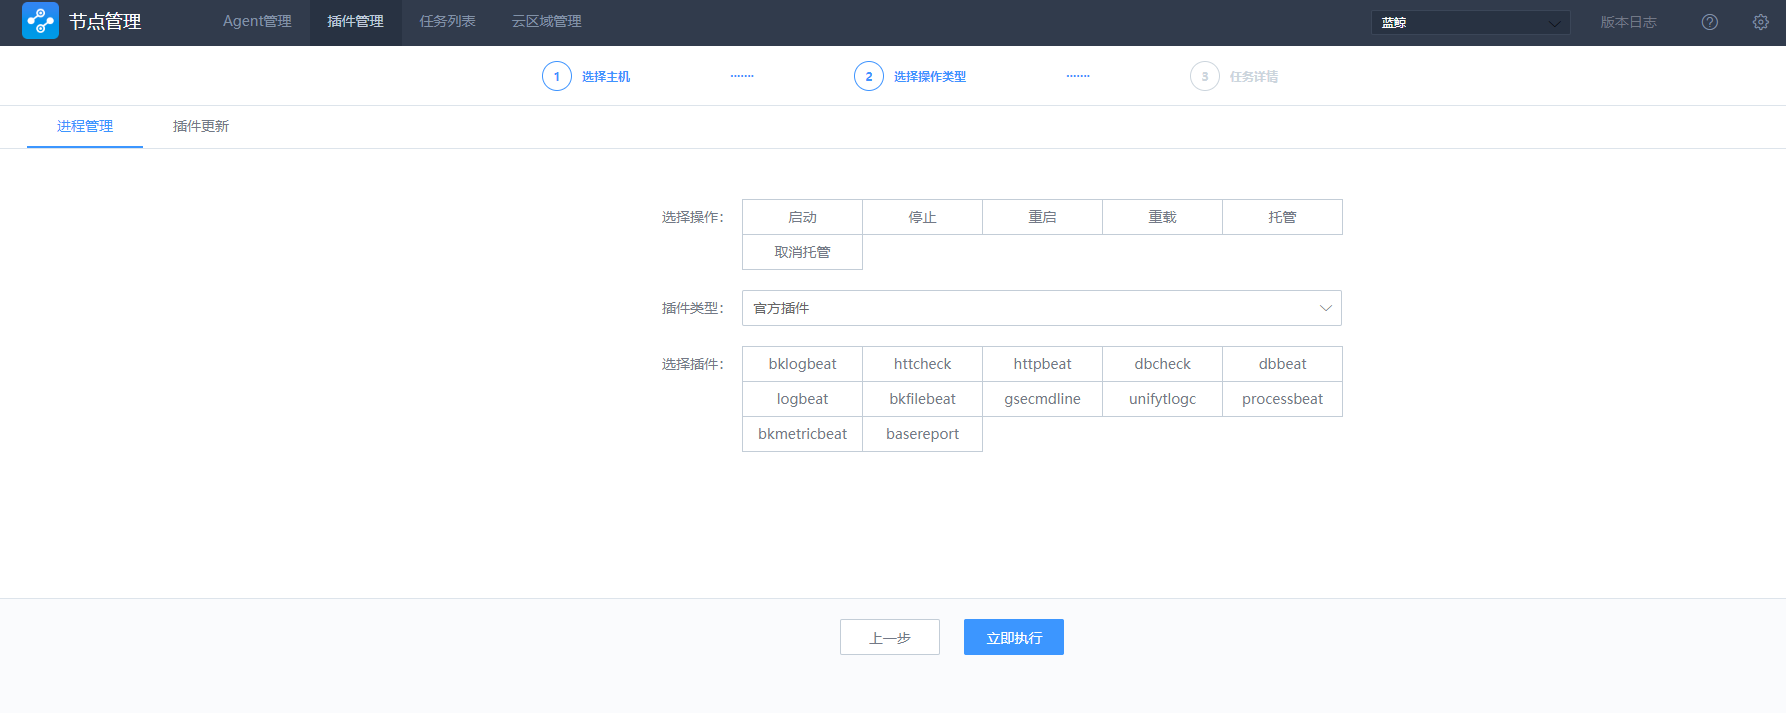 节点管理 Agent管理 插件管理 任务列表 云区域管理 蓝鲸 版本日志
1 选择主机 2 选择操作类型 3 任务详情
进程管理 插件更新
选择操作: 启动 停止 重启 重载 托管
取消托管
插件类型: 官方插件
选择插件: bklogbeat httcheck httpbeat dbcheck dbbeat
logbeat bkfilebeat gsecmdline unifytlogc processbeat
bkmetricbeat basereport
上一步 立即执行